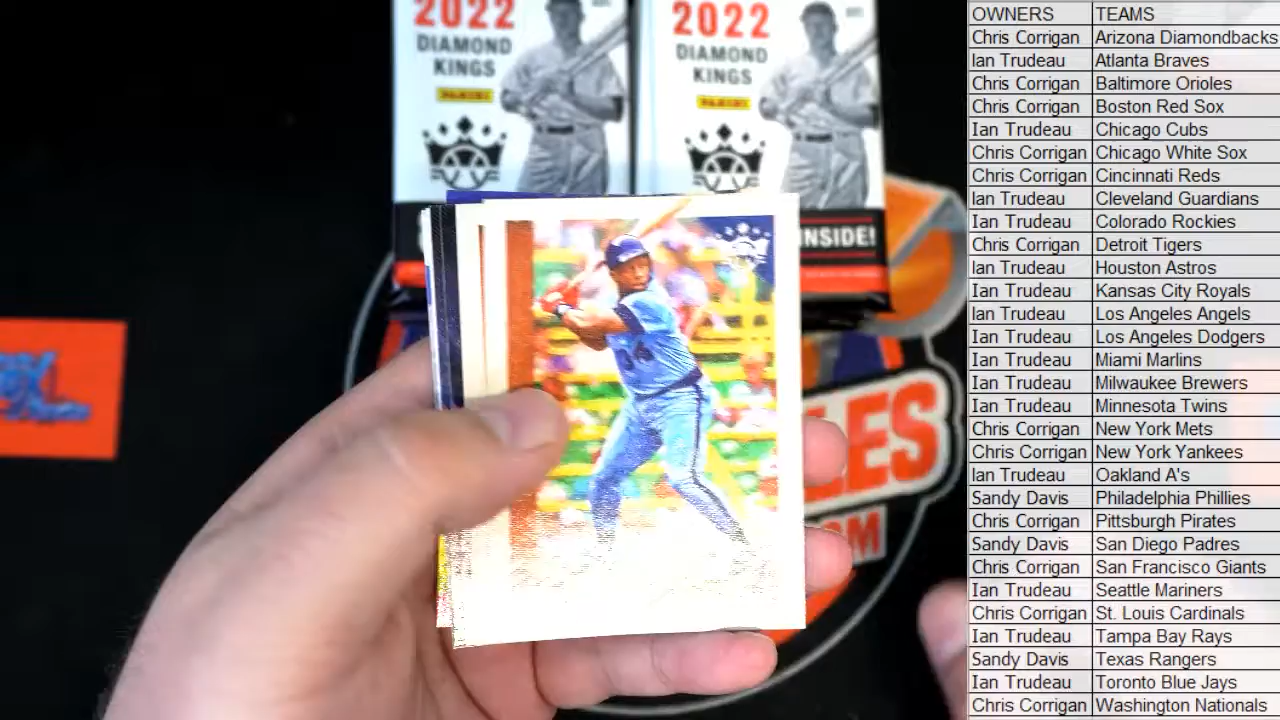 2022
DIAMOND
KINGS
PANINI
2022
DIAMOND
KINGS
PANINI
INSIDE!
LES
OM
OWNERS TEAMS
Chris Corrigan Arizona Diamondbacks
Ian Trudeau Atlanta Braves
Chris Corrigan Baltimore Orioles
Chris Corrigan Boston Red Sox
Ian Trudeau Chicago Cubs
Chris Corrigan Chicago White Sox
Chris Corrigan Cincinnati Reds
Ian Trudeau Cleveland Guardians
Ian Trudeau Colorado Rockies
Chris Corrigan Detroit Tigers
Ian Trudeau Houston Astros
Ian Trudeau Kansas City Royals
Ian Trudeau Los Angeles Angels
Ian Trudeau Los Angeles Dodgers
Ian Trudeau Miami Marlins
Ian Trudeau Milwaukee Brewers
Ian Trudeau Minnesota Twins
Chris Corrigan New York Mets
Chris Corrigan New York Yankees
Ian Trudeau Oakland A's
Sandy Davis Philadelphia Phillies
Chris Corrigan Pittsburgh Pirates
Sandy Davis San Diego Padres
Chris Corrigan San Francisco Giants
Ian Trudeau Seattle Mariners
Chris Corrigan St. Louis Cardinals
Ian Trudeau Tampa Bay Rays
Sandy Davis Texas Rangers
Ian Trudeau Toronto Blue Jays
Chris Corrigan Washington Nationals